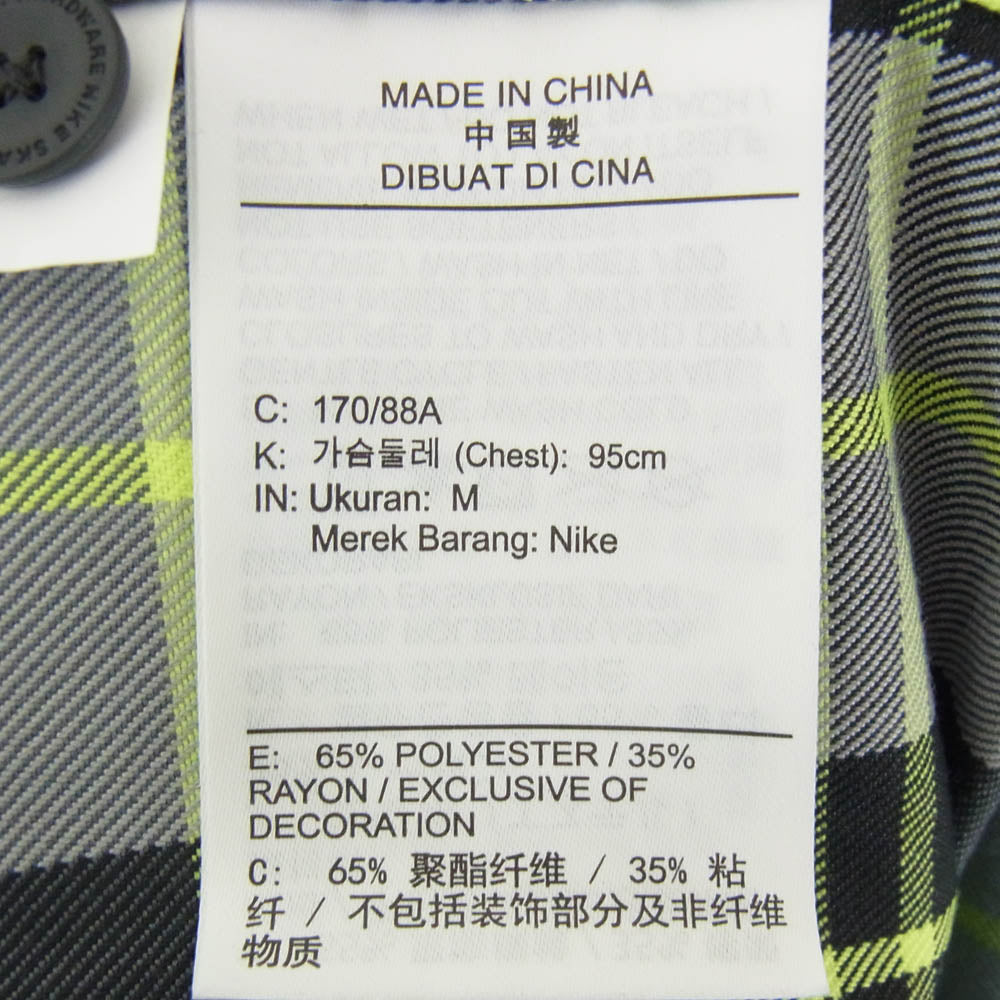 MADE IN CHINA
中国製
DIBUAT DI CINA
C: 170/88A
K: 가슴둘레 (Chest): 95cm
IN: Ukuran: M
Merek Barang: Nike
E: 65% POLYESTER / 35%
RAYON / EXCLUSIVE OF
DECORATION
C: 65% 聚酯纤维 / 35% 粘
纤 / 不包括装饰部分及非纤维
物质